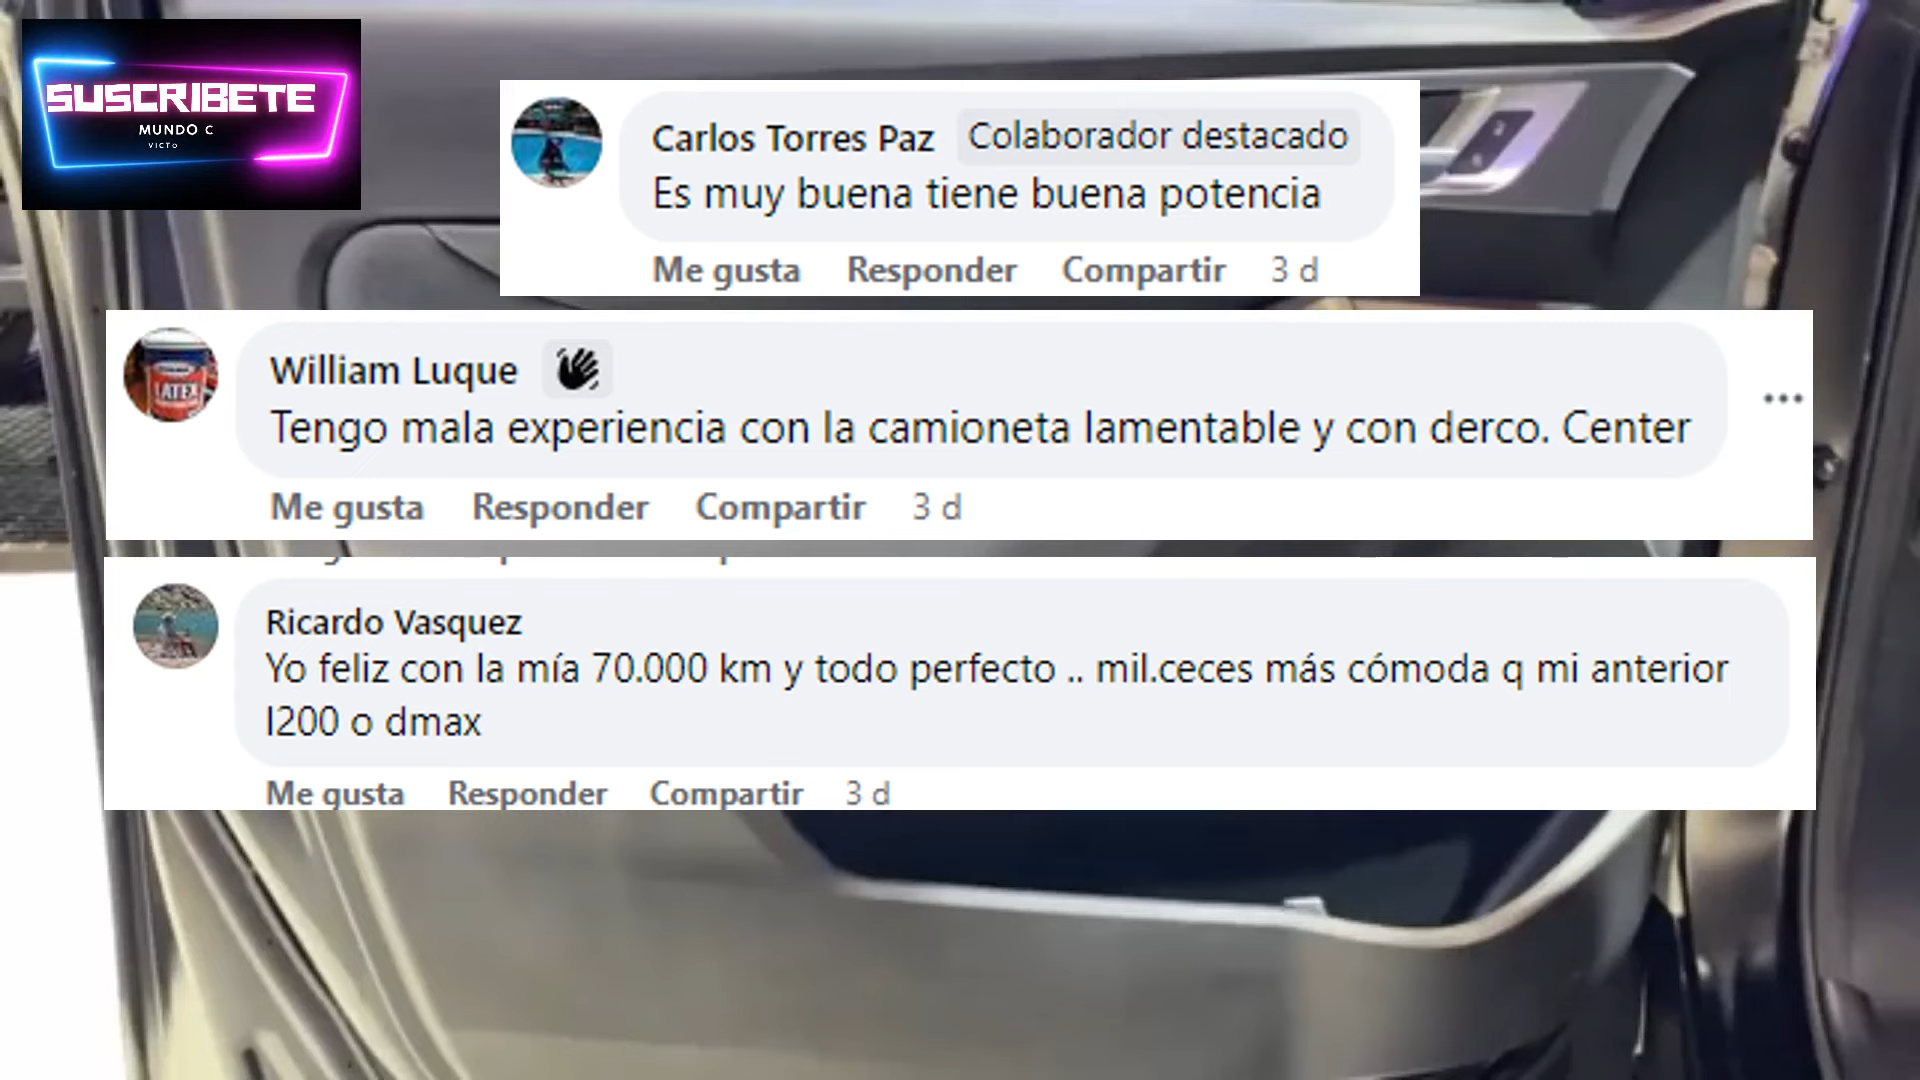 SUSCRIBETE
MUNDO C
VICTO
Carlos Torres Paz Colaborador destacado
Es muy buena tiene buena potencia
Me gusta Responder Compartir 3 d
William Luque
Tengo mala experiencia con la camioneta lamentable y con derco. Center
Me gusta Responder Compartir 3 d
LATEX
Ricardo Vasquez
Yo feliz con la mía 70.000 km y todo perfecto .. mil.ceces más cómoda q mi anterior
l200 o dmax
Me gusta Responder Compartir 3 d